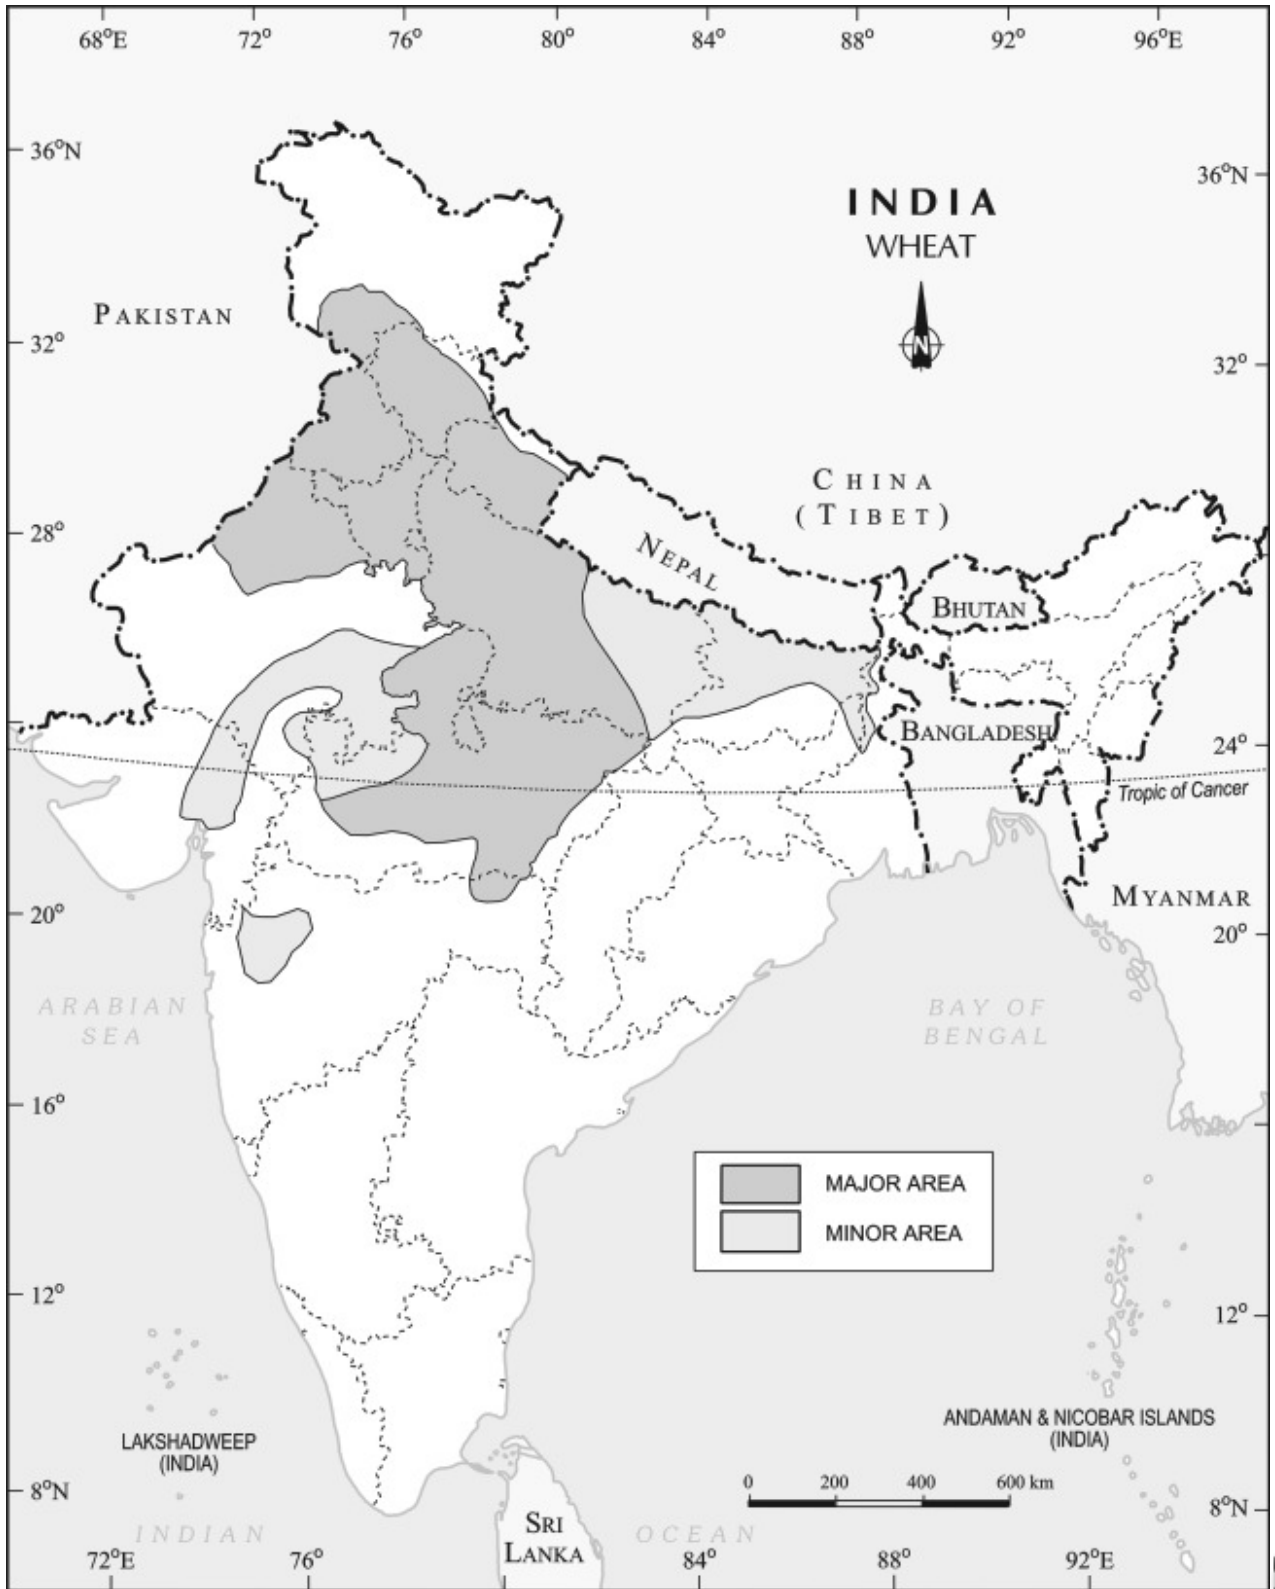 68°E 72° 76° 80° 84° 88° 92° 96°E
36°N
36°N
INDIA
WHEAT
N
PAKISTAN
32°
32°
CHINA
(TIBET)
28°
NEPAL
BHUTAN
BANGLADESH
24°
Tropic of Cancer
MYANMAR
20°
20°
ARABIAN
SEA
BAY OF
BENGAL
16°
MAJOR AREA
MINOR AREA
12°
12°
ANDAMAN & NICOBAR ISLANDS
(INDIA)
LAKSHADWEEP
(INDIA)
0 200 400 600 km
8°N
8°N
SRI
LANKA
INDIAN OCEAN
72°E 76° 84° 88° 92°E